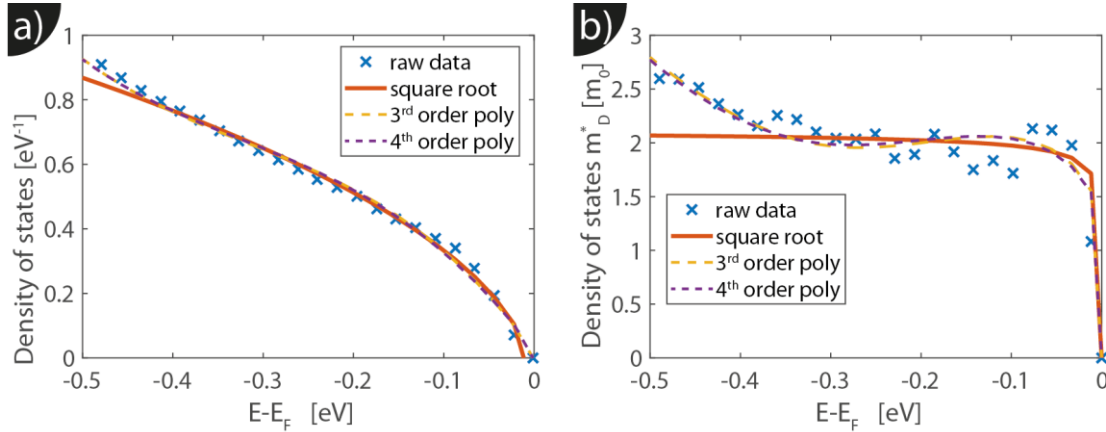 a)
Density of states [eV⁻¹]
1
0.8
0.6
0.4
0.2
0
raw data
square root
3rd order poly
4th order poly
-0.5 -0.4 -0.3 -0.2 -0.1 0
E-E_F [eV]
b)
Density of states m*_D [m₀]
3
2.5
2
1.5
1
0.5
0
raw data
square root
3rd order poly
4th order poly
-0.5 -0.4 -0.3 -0.2 -0.1 0
E-E_F [eV]